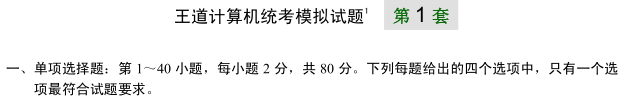 王道计算机统考模拟试题¹ 第 1 套
一、单项选择题：第 1～40 小题，每小题 2 分，共 80 分。下列每题给出的四个选项中，只有一个选
项最符合试题要求。